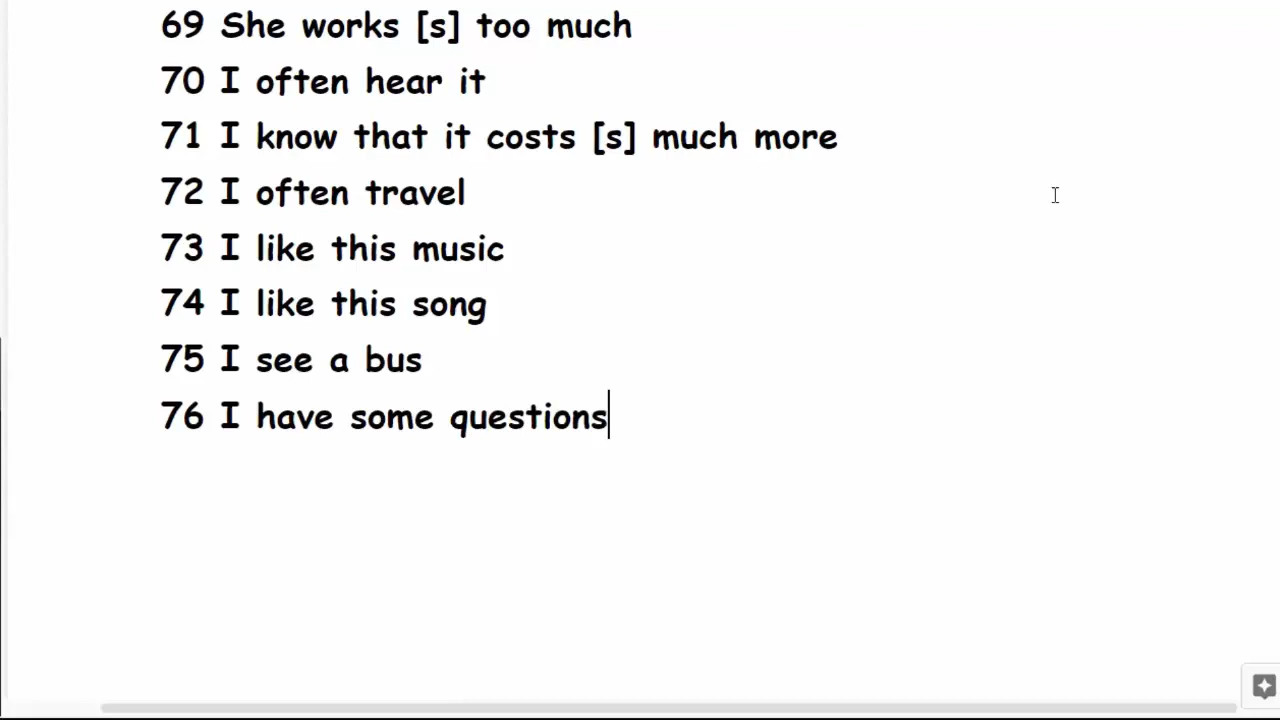 69 She works [s] too much
70 I often hear it
71 I know that it costs [s] much more
72 I often travel
73 I like this music
74 I like this song
75 I see a bus
76 I have some questions